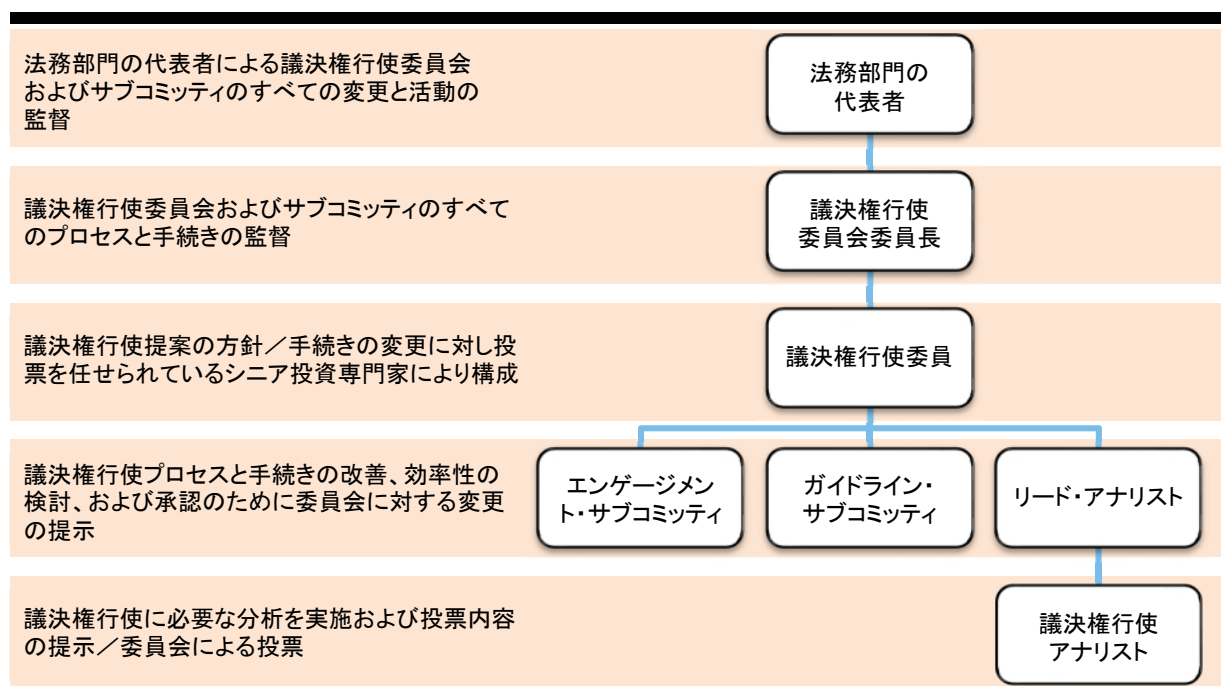 法務部門の代表者による議決権行使委員会
およびサブコミッティのすべての変更と活動の
監督
法務部門の
代表者
議決権行使委員会およびサブコミッティのすべて
のプロセスと手続きの監督
議決権行使
委員会委員長
議決権行使提案の方針／手続きの変更に対し投
票を任せられているシニア投資専門家により構成
議決権行使委員
議決権行使プロセスと手続きの改善、効率性の
検討、および承認のために委員会に対する変更
の提示
エンゲージメン
ト・サブコミッティ
ガイドライン・
サブコミッティ
リード・アナリスト
議決権行使に必要な分析を実施および投票内容
の提示／委員会による投票
議決権行使
アナリスト